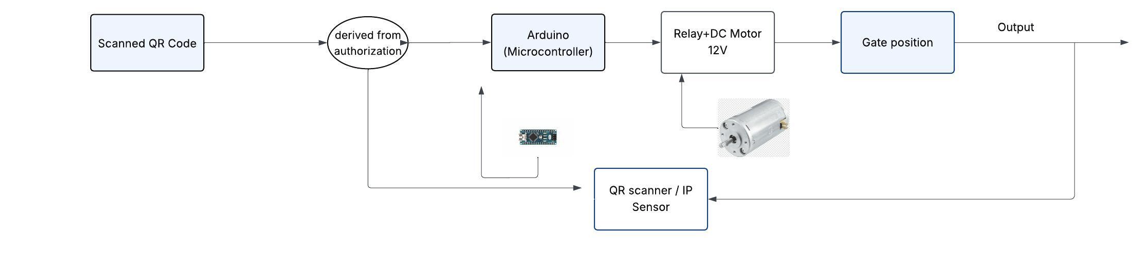 Scanned QR Code
derived from
authorization
Arduino
(Microcontroller)
Relay+DC Motor
12V
Gate position
Output
QR scanner / IP
Sensor